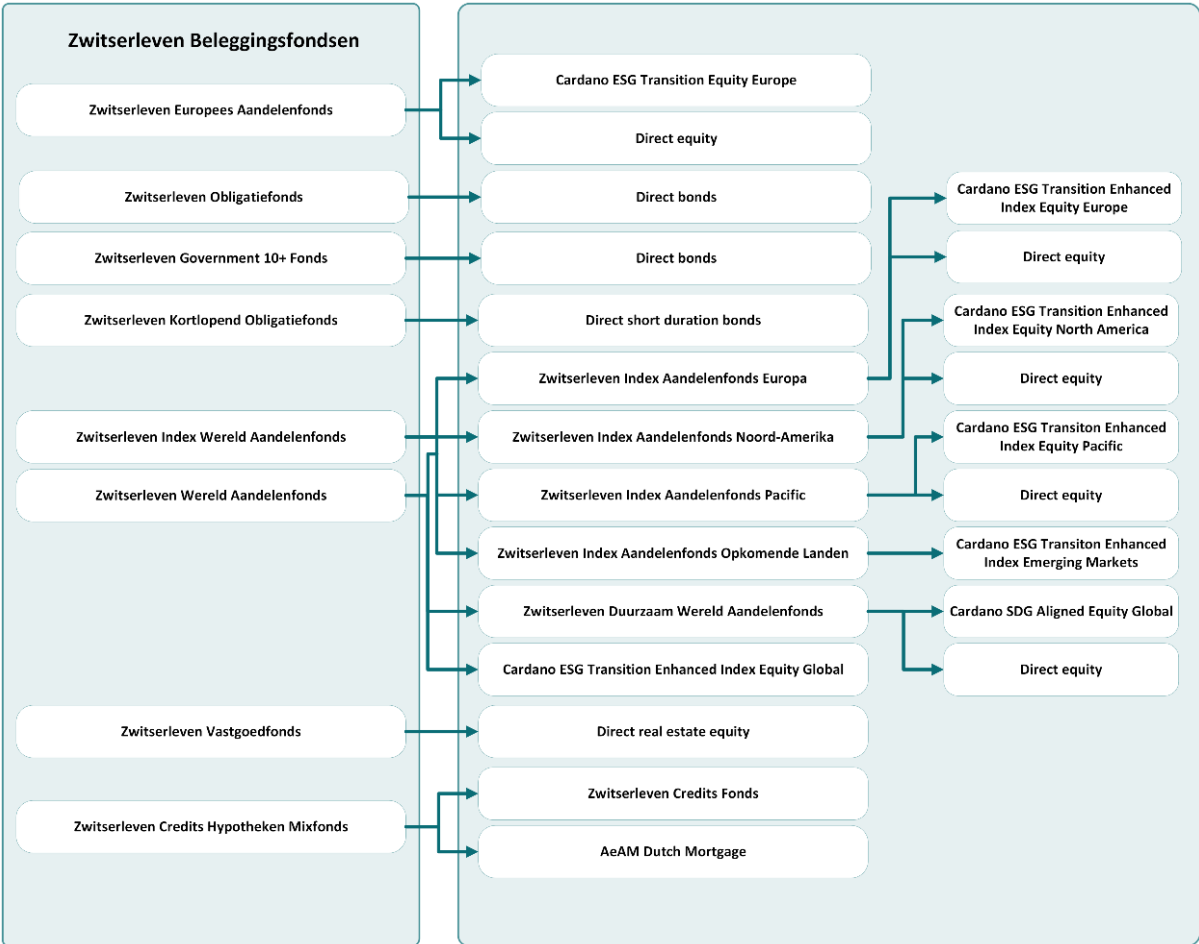 Zwitserleven Beleggingsfondsen
Zwitserleven Europees Aandelenfonds
Zwitserleven Obligatiefonds
Zwitserleven Government 10+ Fonds
Zwitserleven Kortlopend Obligatiefonds
Zwitserleven Index Wereld Aandelenfonds
Zwitserleven Wereld Aandelenfonds
Zwitserleven Vastgoedfonds
Zwitserleven Credits Hypotheken Mixfonds
Cardano ESG Transition Equity Europe
Direct equity
Direct bonds
Direct bonds
Direct short duration bonds
Zwitserleven Index Aandelenfonds Europa
Zwitserleven Index Aandelenfonds Noord-Amerika
Zwitserleven Index Aandelenfonds Pacific
Zwitserleven Index Aandelenfonds Opkomende Landen
Zwitserleven Duurzaam Wereld Aandelenfonds
Cardano ESG Transition Enhanced Index Equity Global
Direct real estate equity
Zwitserleven Credits Fonds
AeAM Dutch Mortgage
Cardano ESG Transition Enhanced
Index Equity Europe
Direct equity
Cardano ESG Transition Enhanced
Index Equity North America
Direct equity
Cardano ESG Transiton Enhanced
Index Equity Pacific
Direct equity
Cardano ESG Transiton Enhanced
Index Emerging Markets
Cardano SDG Aligned Equity Global
Direct equity